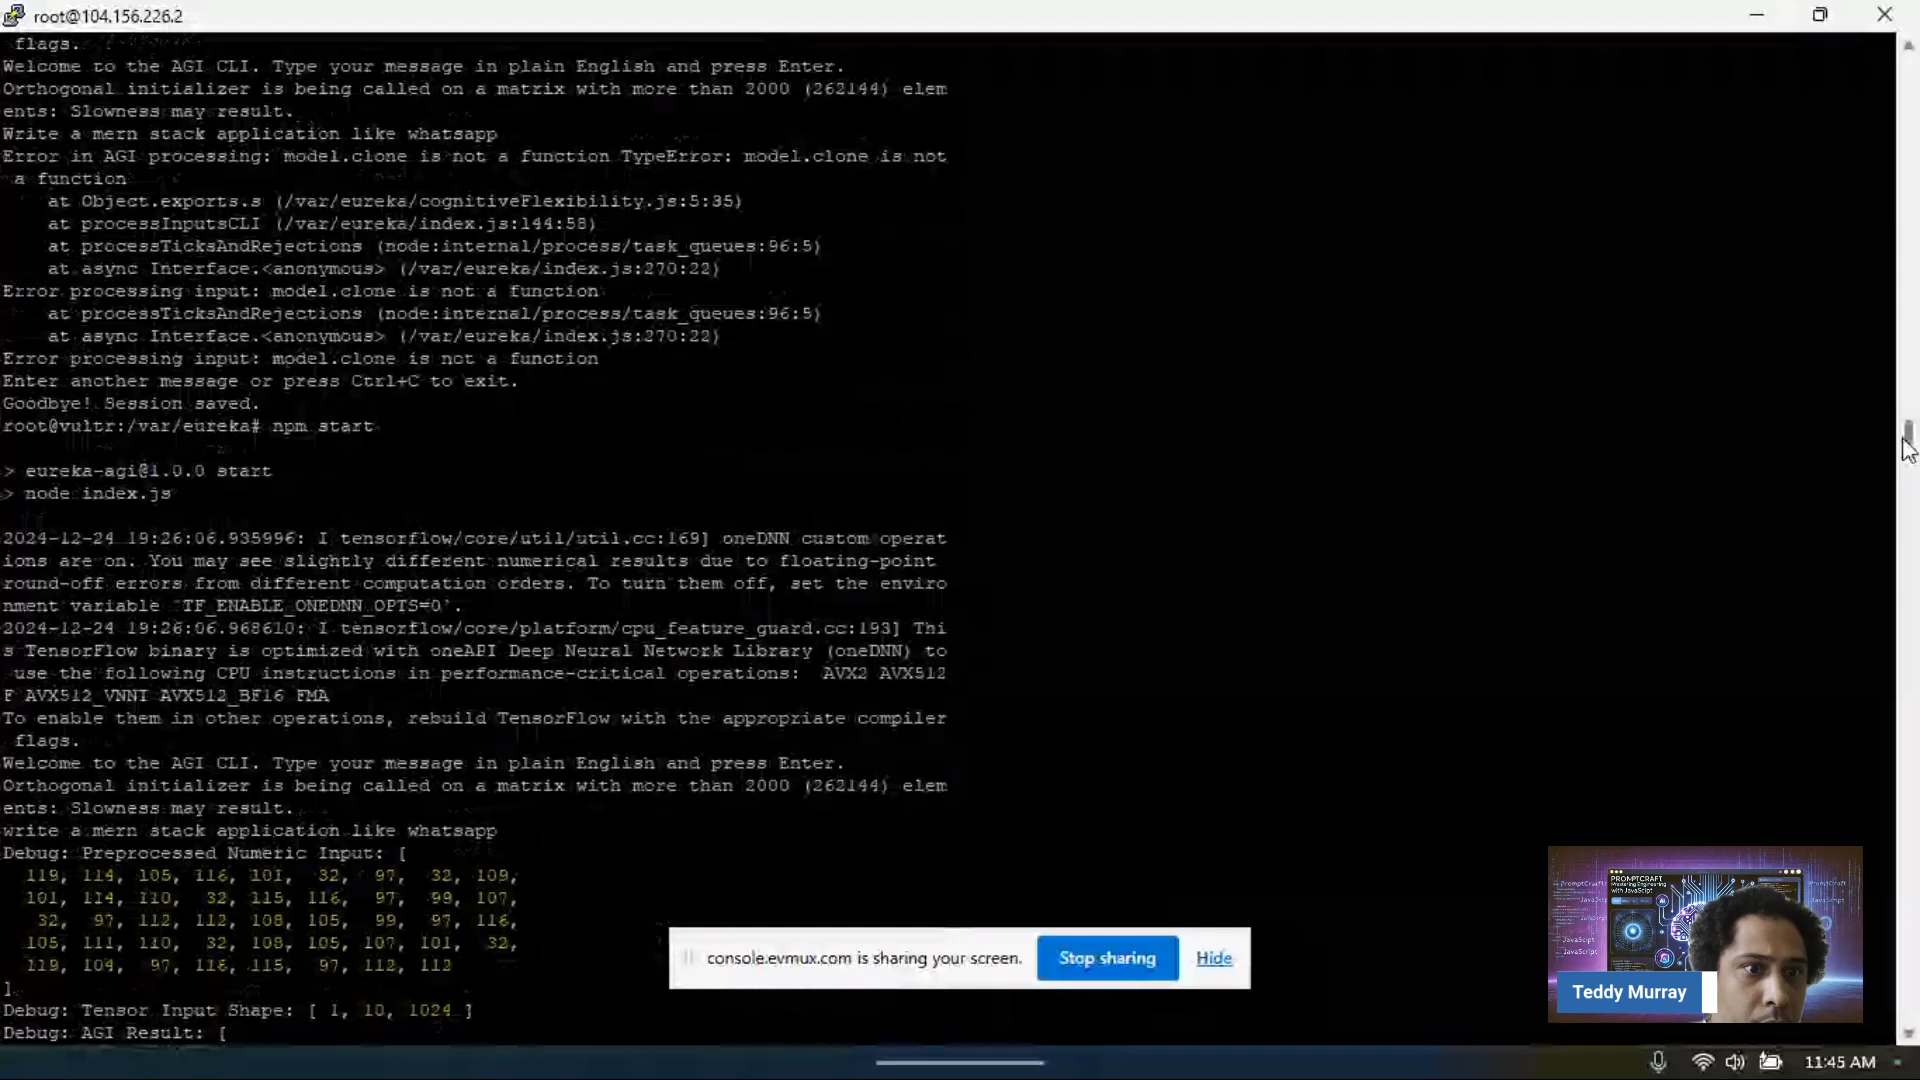 root@104.156.226.2
flags.
Welcome to the AGI CLI. Type your message in plain English and press Enter.
Orthogonal initializer is being called on a matrix with more than 2000 (262144) elem
ents: Slowness may result.
Write a mern stack application like whatsapp
Error in AGI processing: model.clone is not a function TypeError: model.clone is not
a function
at Object.exports.s (/var/eureka/cognitiveFlexibility.js:5:35)
at processInputsCLI (/var/eureka/index.js:144:58)
at processTicksAndRejections (node:internal/process/task_queues:96:5)
at async Interface.<anonymous> (/var/eureka/index.js:270:22)
Error processing input: model.clone is not a function
at processTicksAndRejections (node:internal/process/task_queues:96:5)
at async Interface.<anonymous> (/var/eureka/index.js:270:22)
Error processing input: model.clone is not a function
Enter another message or press Ctrl+C to exit.
Goodbye! Session saved.
root@vultr:/var/eureka# npm start
> eureka-agi@1.0.0 start
> node index.js
2024-12-24 19:26:06.935996: I tensorflow/core/util/util.cc:169] oneDNN custom operat
ions are on. You may see slightly different numerical results due to floating-point
round-off errors from different computation orders. To turn them off, set the enviro
nment variable `TF_ENABLE_ONEDNN_OPTS=0`.
2024-12-24 19:26:06.968610: I tensorflow/core/platform/cpu_feature_guard.cc:193] Thi
s TensorFlow binary is optimized with oneAPI Deep Neural Network Library (oneDNN) to
use the following CPU instructions in performance-critical operations:  AVX2 AVX512
F AVX512_VNNI AVX512_BF16 FMA
To enable them in other operations, rebuild TensorFlow with the appropriate compiler
flags.
Welcome to the AGI CLI. Type your message in plain English and press Enter.
Orthogonal initializer is being called on a matrix with more than 2000 (262144) elem
ents: Slowness may result.
write a mern stack application like whatsapp
Debug: Preprocessed Numeric Input: [
119, 114, 105, 116, 101, 32, 97, 32, 109,
101, 114, 110, 32, 115, 116, 97, 99, 107,
32, 97, 112, 112, 108, 105, 99, 97, 116,
105, 111, 110, 32, 108, 105, 107, 101, 32,
119, 104, 97, 116, 115, 97, 112, 112
]
Debug: Tensor Input Shape: [ 1, 10, 1024 ]
Debug: AGI Result: [
console.evmux.com is sharing your screen.
Stop sharing
Hide
PROMPTCRAFT
Mastering Engineering
with JavaScript
Teddy Murray
11:45 AM